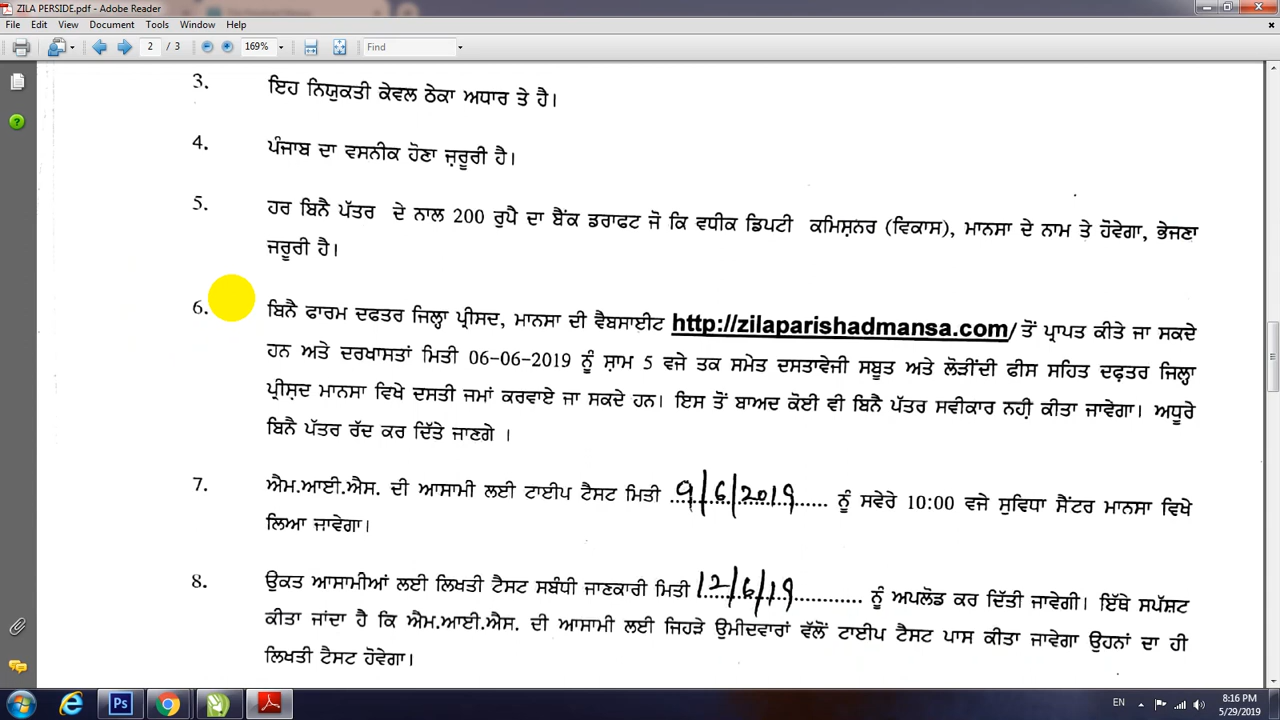 ZILA PERSIDE.pdf - Adobe Reader
File Edit View Document Tools Window Help
2 / 3 169% Find
3. ਇਹ ਨਿਯੁਕਤੀ ਕੇਵਲ ਠੇਕਾ ਅਧਾਰ ਤੇ ਹੈ।
4. ਪੰਜਾਬ ਦਾ ਵਸਨੀਕ ਹੋਣਾ ਜ਼ਰੂਰੀ ਹੈ।
5. ਹਰ ਬਿਨੈ ਪੱਤਰ ਦੇ ਨਾਲ 200 ਰੁਪੈ ਦਾ ਬੈਂਕ ਡਰਾਫਟ ਜੋ ਕਿ ਵਧੀਕ ਡਿਪਟੀ ਕਮਿਸ਼ਨਰ (ਵਿਕਾਸ), ਮਾਨਸਾ ਦੇ ਨਾਮ ਤੇ ਹੋਵੇਗਾ, ਭੇਜਣਾ
ਜਰੂਰੀ ਹੈ।
6. ਬਿਨੈ ਫਾਰਮ ਦਫਤਰ ਜਿਲ੍ਹਾ ਪ੍ਰੀਸਦ, ਮਾਨਸਾ ਦੀ ਵੈਬਸਾਈਟ http://zilaparishadmansa.com/ ਤੋਂ ਪ੍ਰਾਪਤ ਕੀਤੇ ਜਾ ਸਕਦੇ
ਹਨ ਅਤੇ ਦਰਖਾਸਤਾਂ ਮਿਤੀ 06-06-2019 ਨੂੰ ਸ਼ਾਮ 5 ਵਜੇ ਤਕ ਸਮੇਤ ਦਸਤਾਵੇਜੀ ਸਬੂਤ ਅਤੇ ਲੋੜੀਂਦੀ ਫੀਸ ਸਹਿਤ ਦਫ਼ਤਰ ਜਿਲ੍ਹਾ
ਪ੍ਰੀਸ਼ਦ ਮਾਨਸਾ ਵਿਖੇ ਦਸਤੀ ਜਮਾਂ ਕਰਵਾਏ ਜਾ ਸਕਦੇ ਹਨ। ਇਸ ਤੋਂ ਬਾਅਦ ਕੋਈ ਵੀ ਬਿਨੈ ਪੱਤਰ ਸਵੀਕਾਰ ਨਹੀ ਕੀਤਾ ਜਾਵੇਗਾ। ਅਧੂਰੇ
ਬਿਨੈ ਪੱਤਰ ਰੱਦ ਕਰ ਦਿੱਤੇ ਜਾਣਗੇ ।
7. ਐਮ.ਆਈ.ਐਸ. ਦੀ ਆਸਾਮੀ ਲਈ ਟਾਈਪ ਟੈਸਟ ਮਿਤੀ 9/6/2019 ਨੂੰ ਸਵੇਰੇ 10:00 ਵਜੇ ਸੁਵਿਧਾ ਸੈਂਟਰ ਮਾਨਸਾ ਵਿਖੇ
ਲਿਆ ਜਾਵੇਗਾ।
8. ਉਕਤ ਆਸਾਮੀਆਂ ਲਈ ਲਿਖਤੀ ਟੈਸਟ ਸਬੰਧੀ ਜਾਣਕਾਰੀ ਮਿਤੀ 12/6/19 ਨੂੰ ਅਪਲੋਡ ਕਰ ਦਿੱਤੀ ਜਾਵੇਗੀ। ਇੱਥੇ ਸਪੱਸ਼ਟ
ਕੀਤਾ ਜਾਂਦਾ ਹੈ ਕਿ ਐਮ.ਆਈ.ਐਸ. ਦੀ ਆਸਾਮੀ ਲਈ ਜਿਹੜੇ ਉਮੀਦਵਾਰਾਂ ਵੱਲੋਂ ਟਾਈਪ ਟੈਸਟ ਪਾਸ ਕੀਤਾ ਜਾਵੇਗਾ ਉਹਨਾਂ ਦਾ ਹੀ
ਲਿਖਤੀ ਟੈਸਟ ਹੋਵੇਗਾ।
EN 8:16 PM
5/29/2019